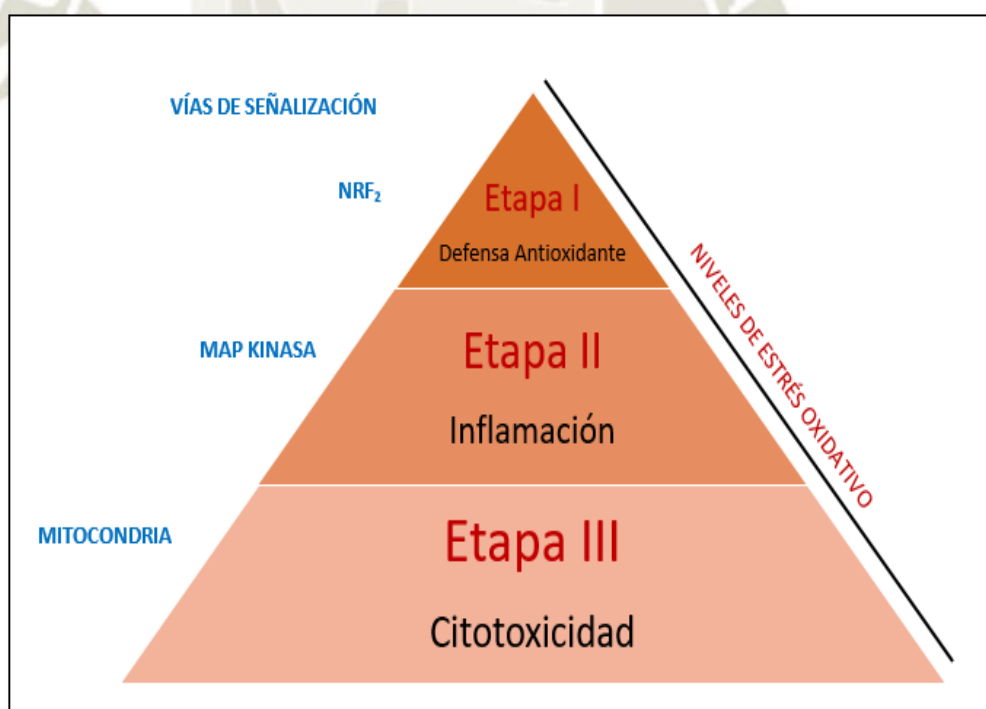 VÍAS DE SEÑALIZACIÓN
NRF₂
Etapa I
Defensa Antioxidante
NIVELES DE ESTRÉS OXIDATIVO
MAP KINASA
Etapa II
Inflamación
MITOCONDRIA
Etapa III
Citotoxicidad